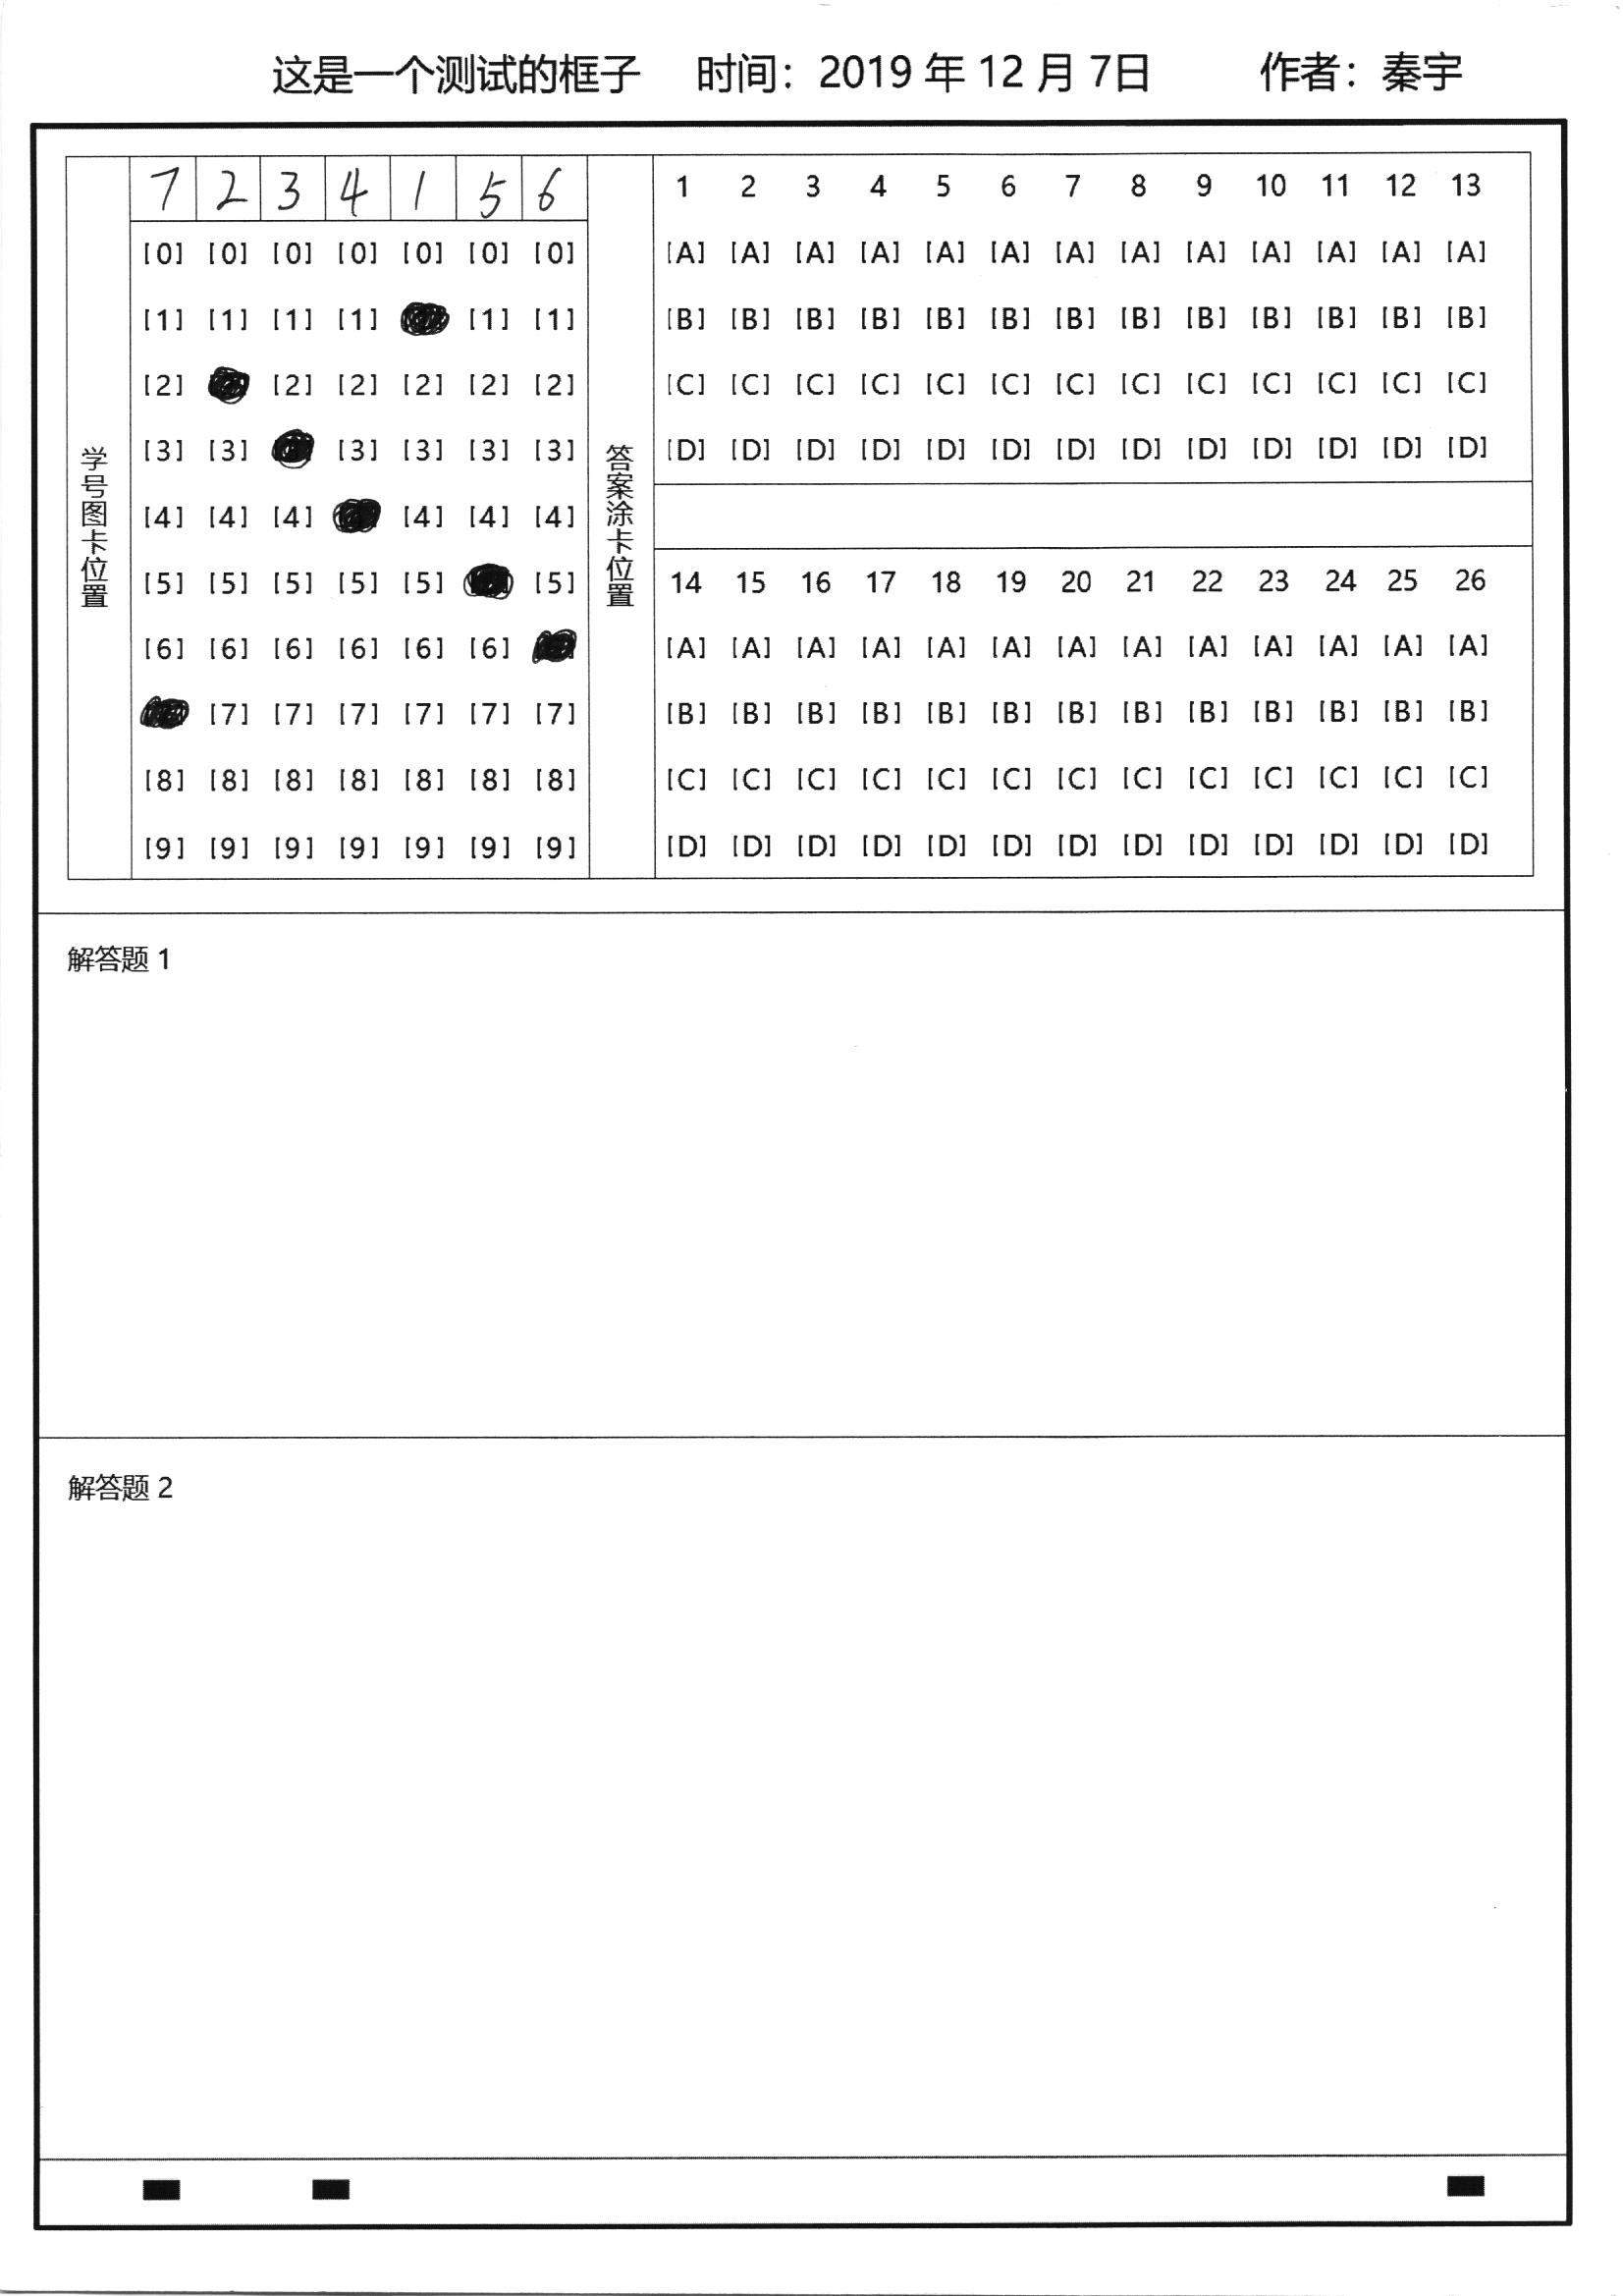 这是一个测试的框子 时间：2019 年 12 月 7日 作者：秦宇
学号图卡位置
7 2 3 4 1 5 6
[0] [0] [0] [0] [0] [0] [0]
[1] [1] [1] [1] [1] [1]
[2] [2] [2] [2] [2] [2]
[3] [3] [3] [3] [3] [3]
[4] [4] [4] [4] [4] [4]
[5] [5] [5] [5] [5] [5]
[6] [6] [6] [6] [6] [6]
[7] [7] [7] [7] [7] [7]
[8] [8] [8] [8] [8] [8] [8]
[9] [9] [9] [9] [9] [9] [9]
答案涂卡位置
1 2 3 4 5 6 7 8 9 10 11 12 13
[A] [A] [A] [A] [A] [A] [A] [A] [A] [A] [A] [A] [A]
[B] [B] [B] [B] [B] [B] [B] [B] [B] [B] [B] [B] [B]
[C] [C] [C] [C] [C] [C] [C] [C] [C] [C] [C] [C] [C]
[D] [D] [D] [D] [D] [D] [D] [D] [D] [D] [D] [D] [D]
14 15 16 17 18 19 20 21 22 23 24 25 26
[A] [A] [A] [A] [A] [A] [A] [A] [A] [A] [A] [A] [A]
[B] [B] [B] [B] [B] [B] [B] [B] [B] [B] [B] [B] [B]
[C] [C] [C] [C] [C] [C] [C] [C] [C] [C] [C] [C] [C]
[D] [D] [D] [D] [D] [D] [D] [D] [D] [D] [D] [D] [D]
解答题 1
解答题 2